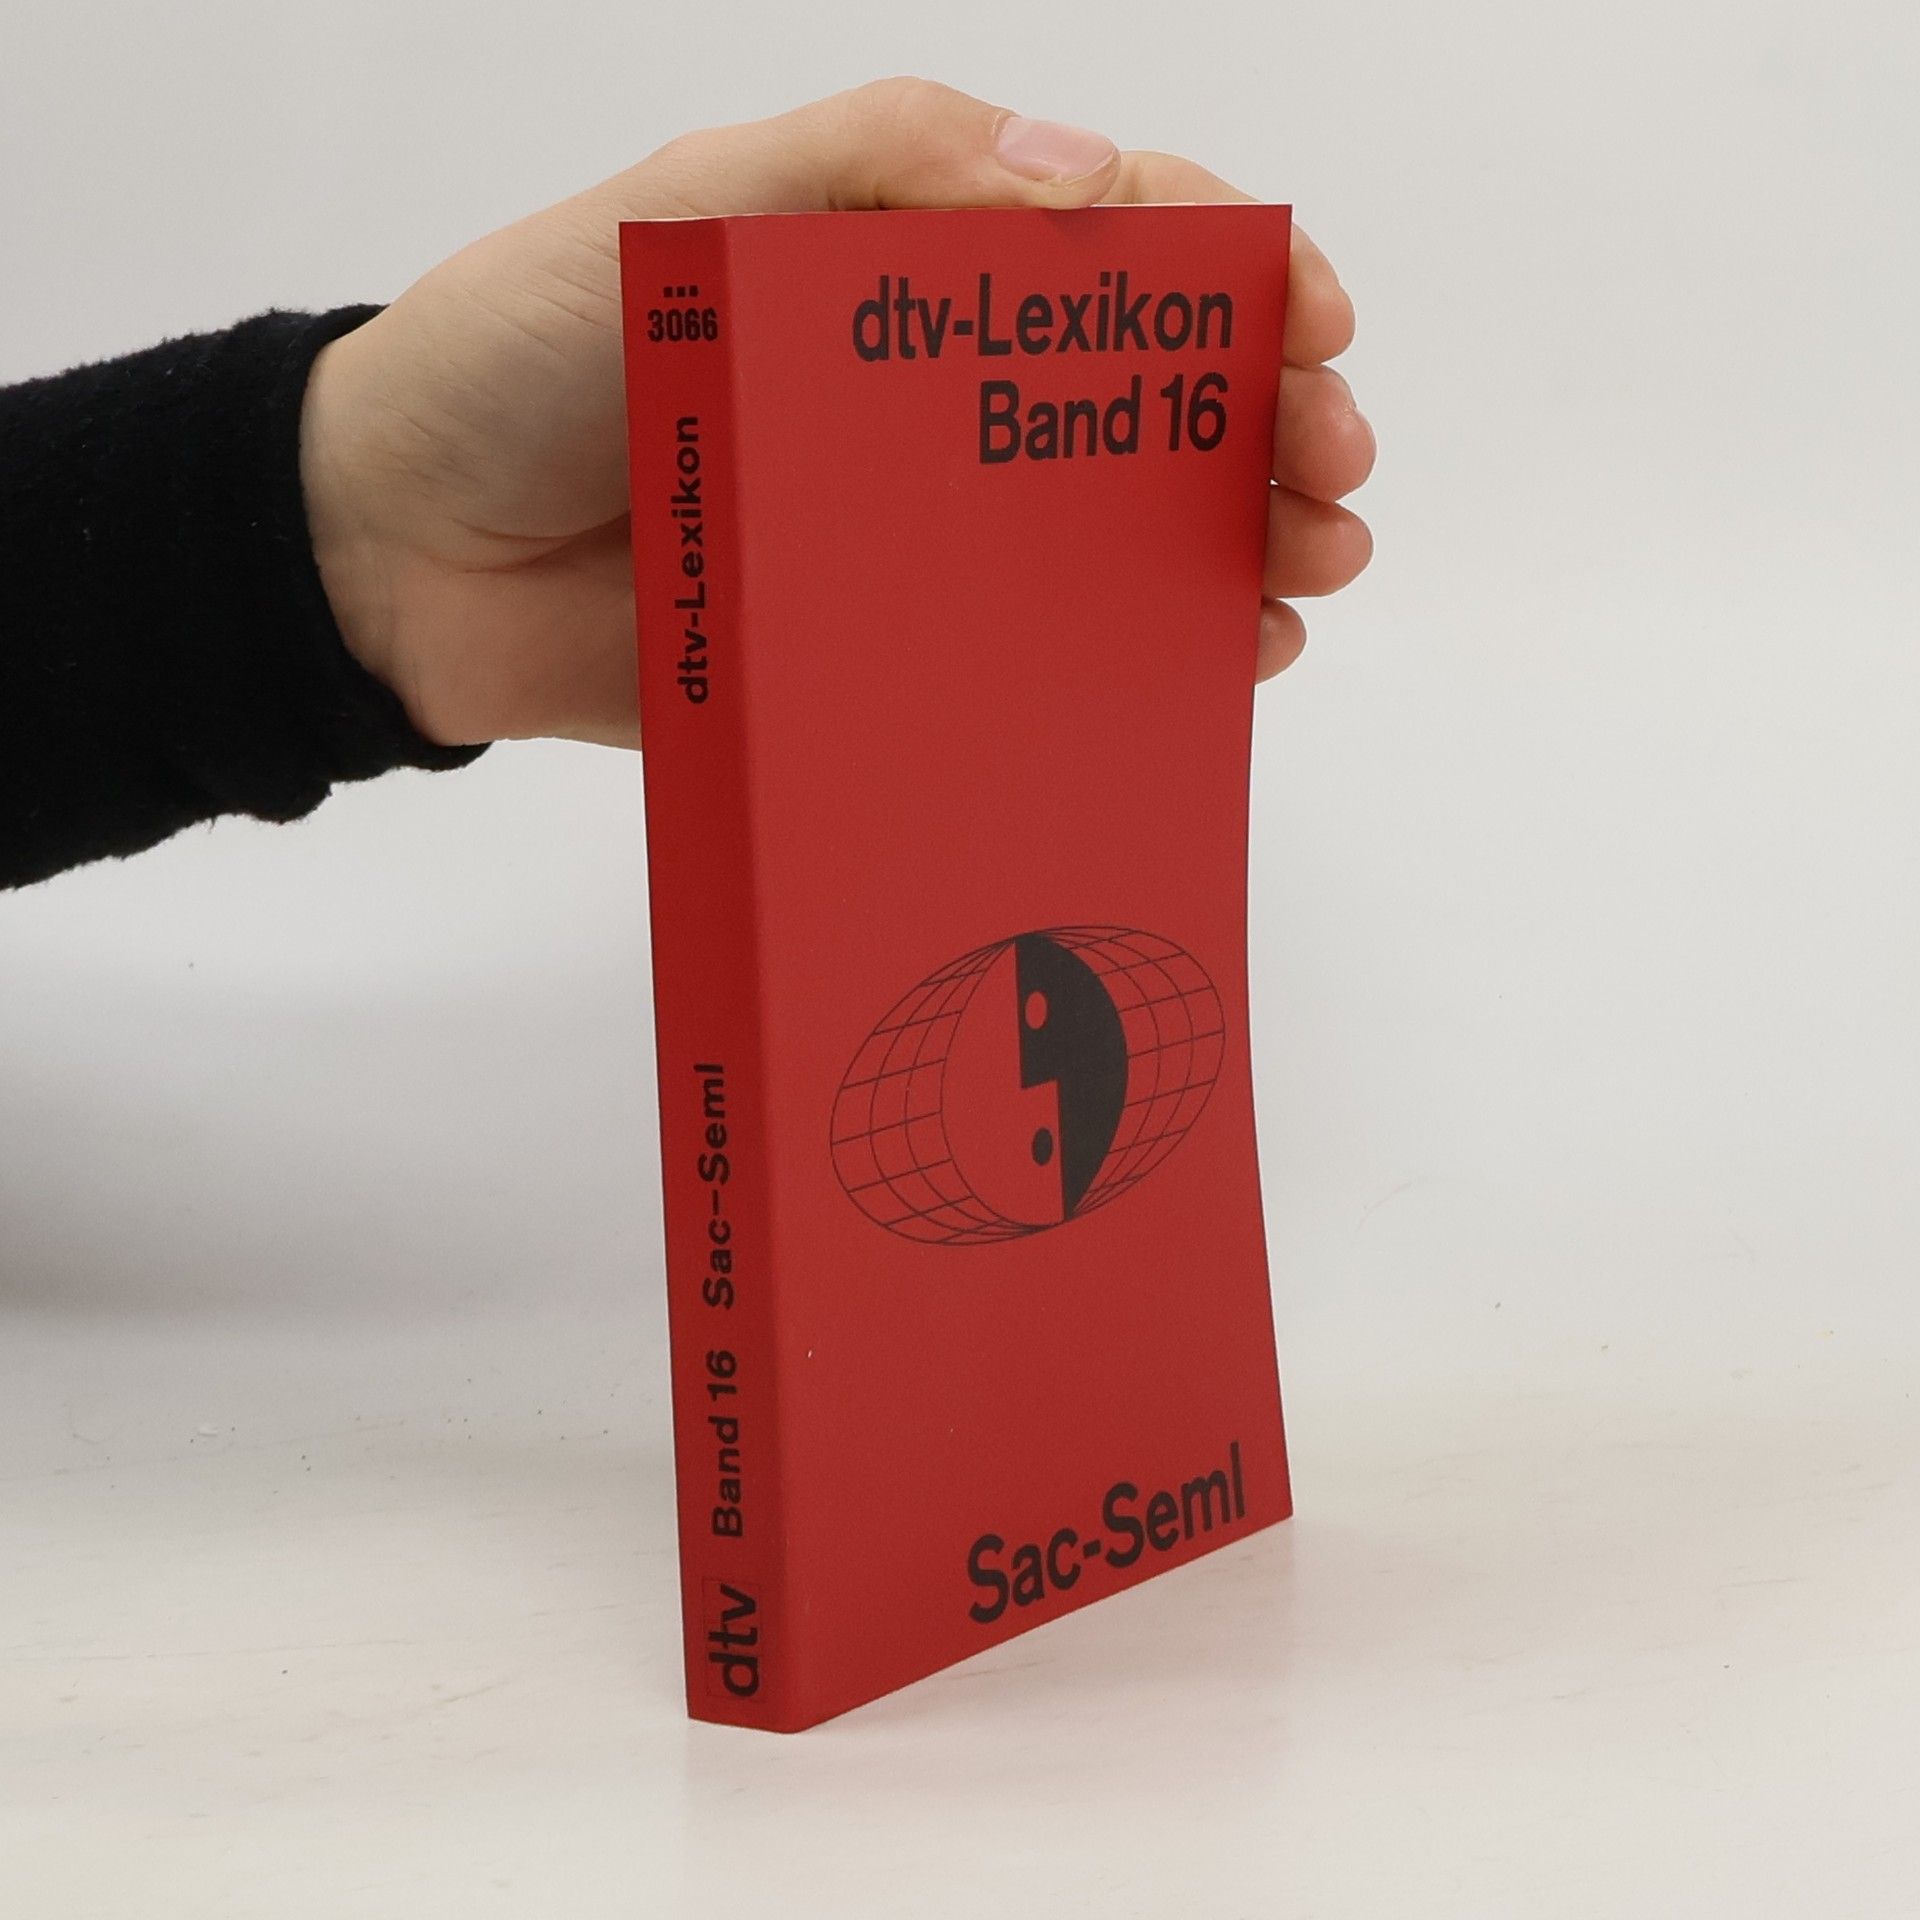 3066
dtv-Lexikon
Band 16 Sac-Seml
dtv
dtv-Lexikon
Band 16
Sac-Seml